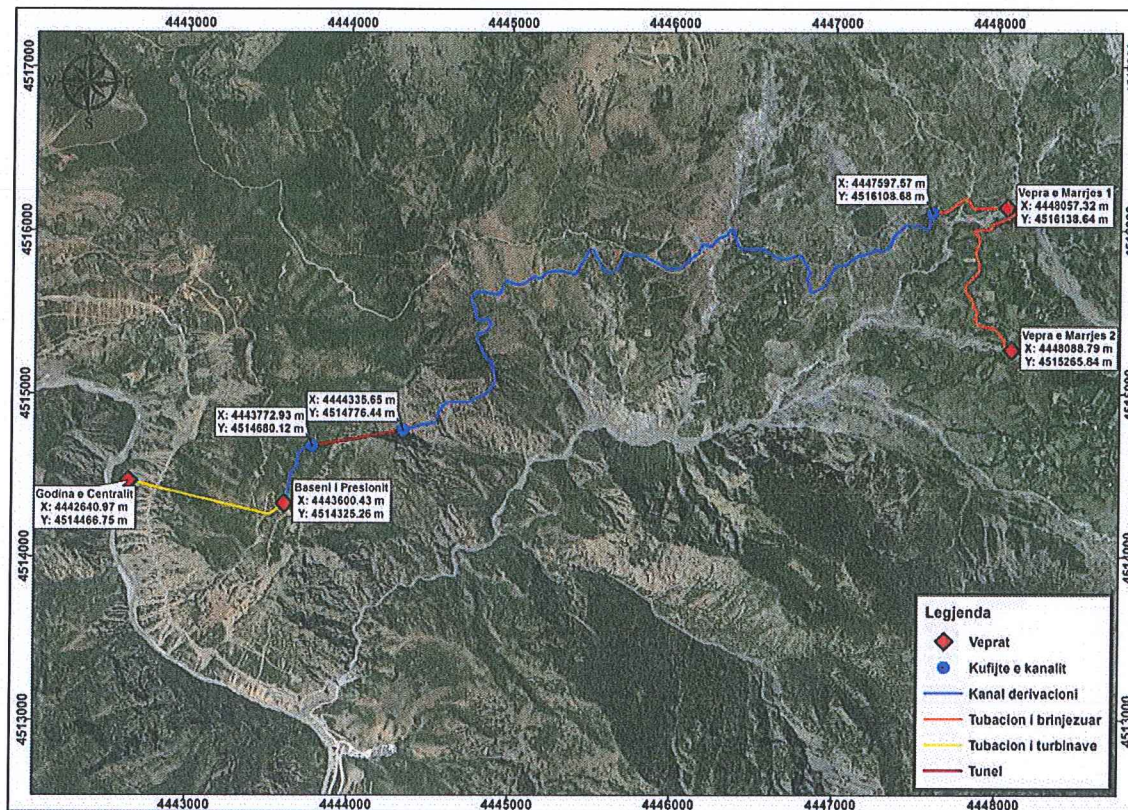 4443000 4444000 4445000 4446000 4447000 4448000
4517000
4516000
4515000
4514000
4513000
S
X: 4447597.57 m
Y: 4516108.68 m
Vepra e Marrjes 1
X: 4448057.32 m
Y: 4516138.64 m
Vepra e Marrjes 2
X: 4448088.79 m
Y: 4515265.84 m
X: 4444335.65 m
Y: 4514776.44 m
X: 4443772.93 m
Y: 4514680.12 m
Godina e Centralit
X: 4442640.97 m
Y: 4514466.75 m
Baseni i Presionit
X: 4443600.43 m
Y: 4514325.26 m
Legjenda
Veprat
Kufijte e kanalit
Kanal derivacioni
Tubacion i brinjezuar
Tubacion i turbinave
Tunel
4514000
4513000
4443000 4444000 4445000 4446000 4447000 4448000